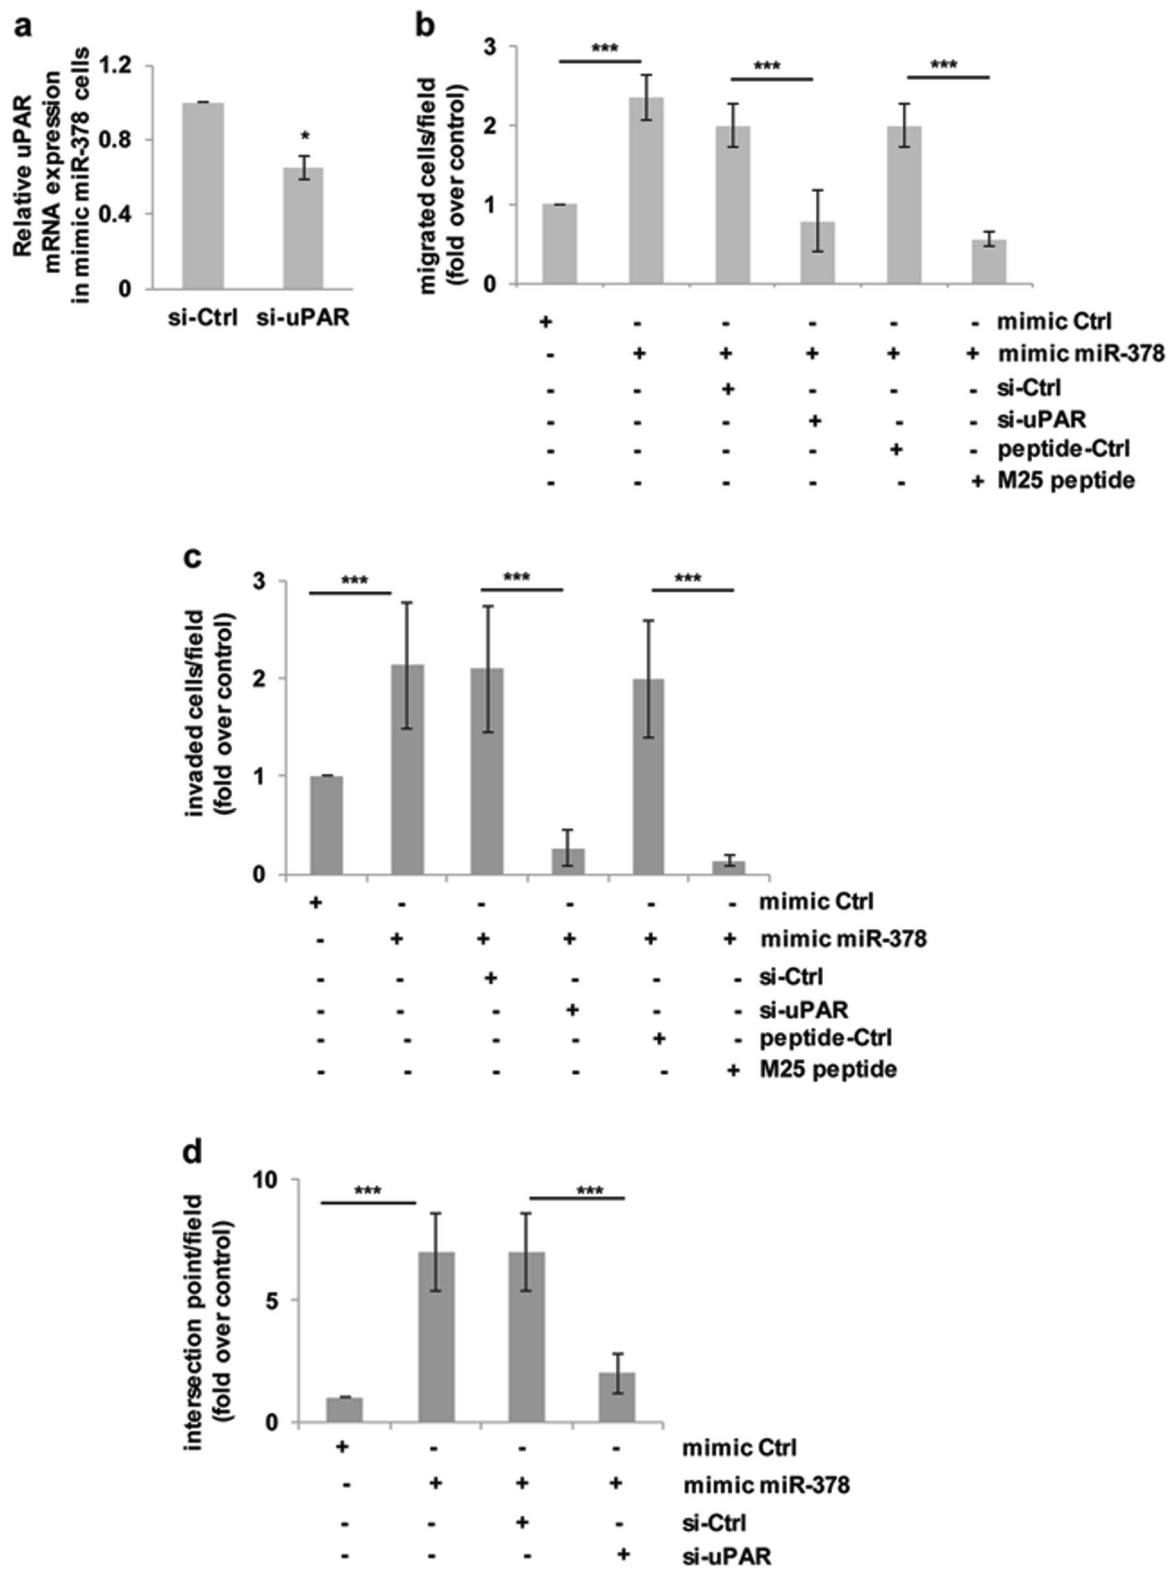 a
Relative uPAR
mRNA expression
in mimic miR-378 cells
1.2
0.8
0.4
0
*
si-Ctrl si-uPAR
b
migrated cells/field
(fold over control)
3
2
1
0
*** *** ***
+ - - - - - mimic Ctrl
- + + + + + mimic miR-378
- - + - - - si-Ctrl
- - - + - - si-uPAR
- - - - + - peptide-Ctrl
- - - - - + M25 peptide
c
invaded cells/field
(fold over control)
3
2
1
0
*** *** ***
+ - - - - - mimic Ctrl
- + + + + + mimic miR-378
- - + - - - si-Ctrl
- - - + - - si-uPAR
- - - - + - peptide-Ctrl
- - - - - + M25 peptide
d
intersection point/field
(fold over control)
10
5
0
*** ***
+ - - - mimic Ctrl
- + + + mimic miR-378
- - + - si-Ctrl
- - - + si-uPAR